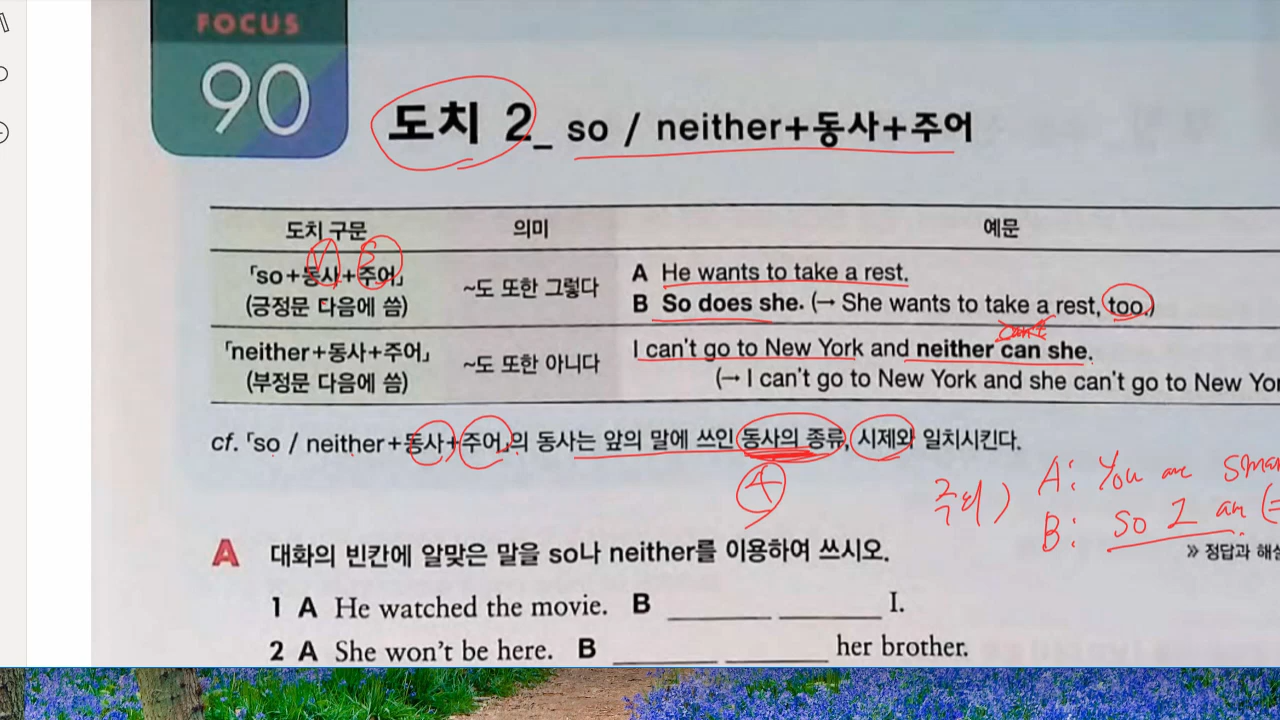 FOCUS
90
도치 2_ so / neither+동사+주어
도치 구문
의미
예문
V S
「so+동사+주어」
(긍정문 다음에 씀)
~도 또한 그렇다
A He wants to take a rest.
B So does she. (→ She wants to take a rest, too.)
can't
「neither+동사+주어」
(부정문 다음에 씀)
~도 또한 아니다
I can't go to New York and neither can she.
(→ I can't go to New York and she can't go to New Yor
cf. 「so / neither+동사+주어」의 동사는 앞의 말에 쓰인 동사의 종류, 시제와 일치시킨다.
주의) A: You are smar
B: so I am (=
» 정답과 해설
A 대화의 빈칸에 알맞은 말을 so나 neither를 이용하여 쓰시오.
1 A He watched the movie. B ________ ________ I.
2 A She won't be here. B ________ ________ her brother.